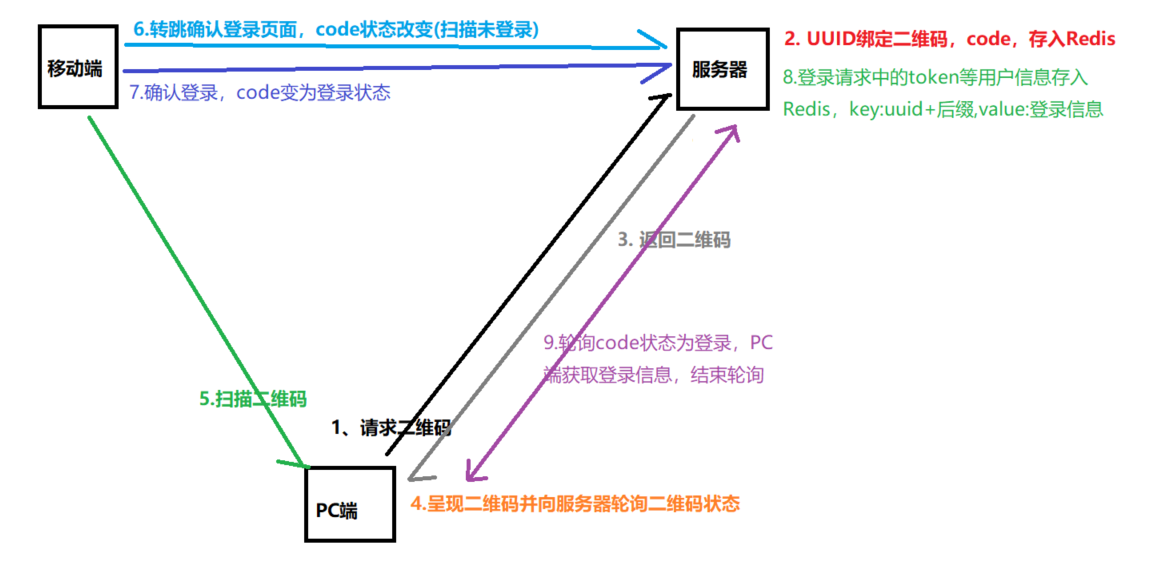 6.转跳确认登录页面，code状态改变(扫描未登录)
移动端
7.确认登录，code变为登录状态
服务器
2. UUID绑定二维码，code，存入Redis
8.登录请求中的token等用户信息存入
Redis，key:uuid+后缀,value:登录信息
3. 返回二维码
9.轮询code状态为登录，PC
端获取登录信息，结束轮询
5.扫描二维码
1、请求二维码
PC端
4.呈现二维码并向服务器轮询二维码状态